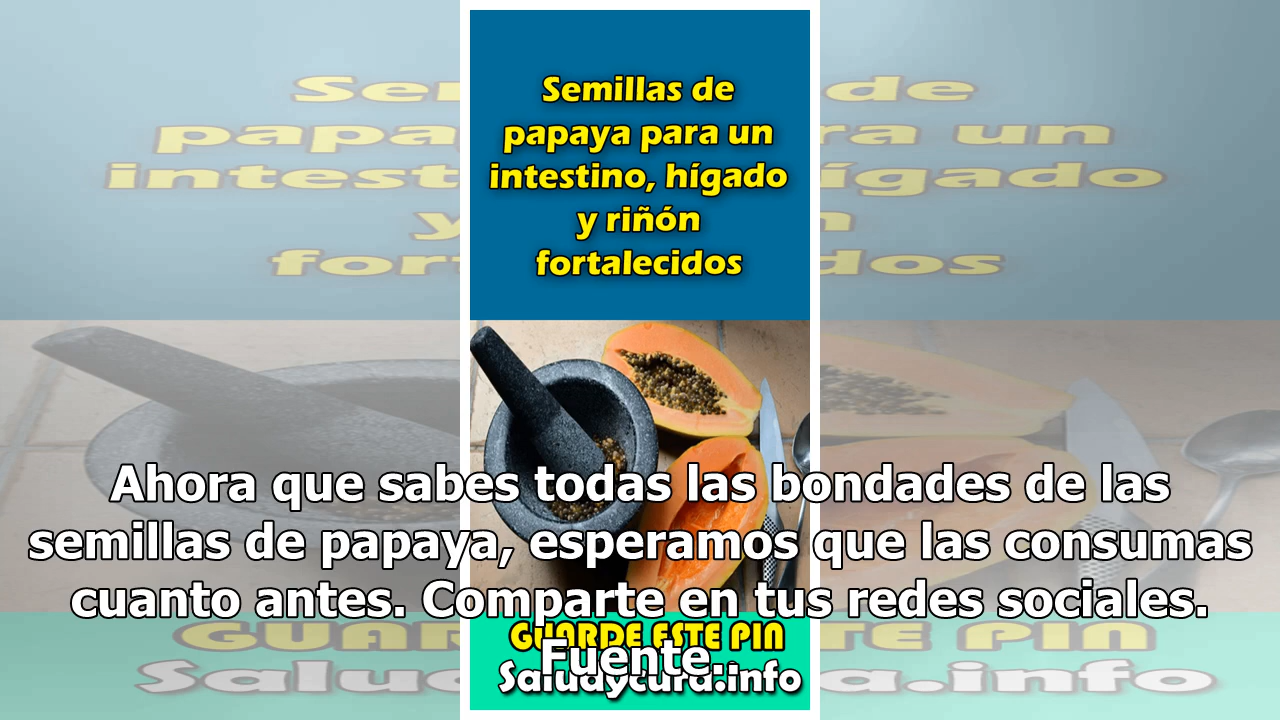 Semillas de
papaya para un
intestino, hígado
y riñón
fortalecidos
Ahora que sabes todas las bondades de las
semillas de papaya, esperamos que las consumas
cuanto antes. Comparte en tus redes sociales.
GUARDE ESTE PIN
Fuente..
Saludycura.info